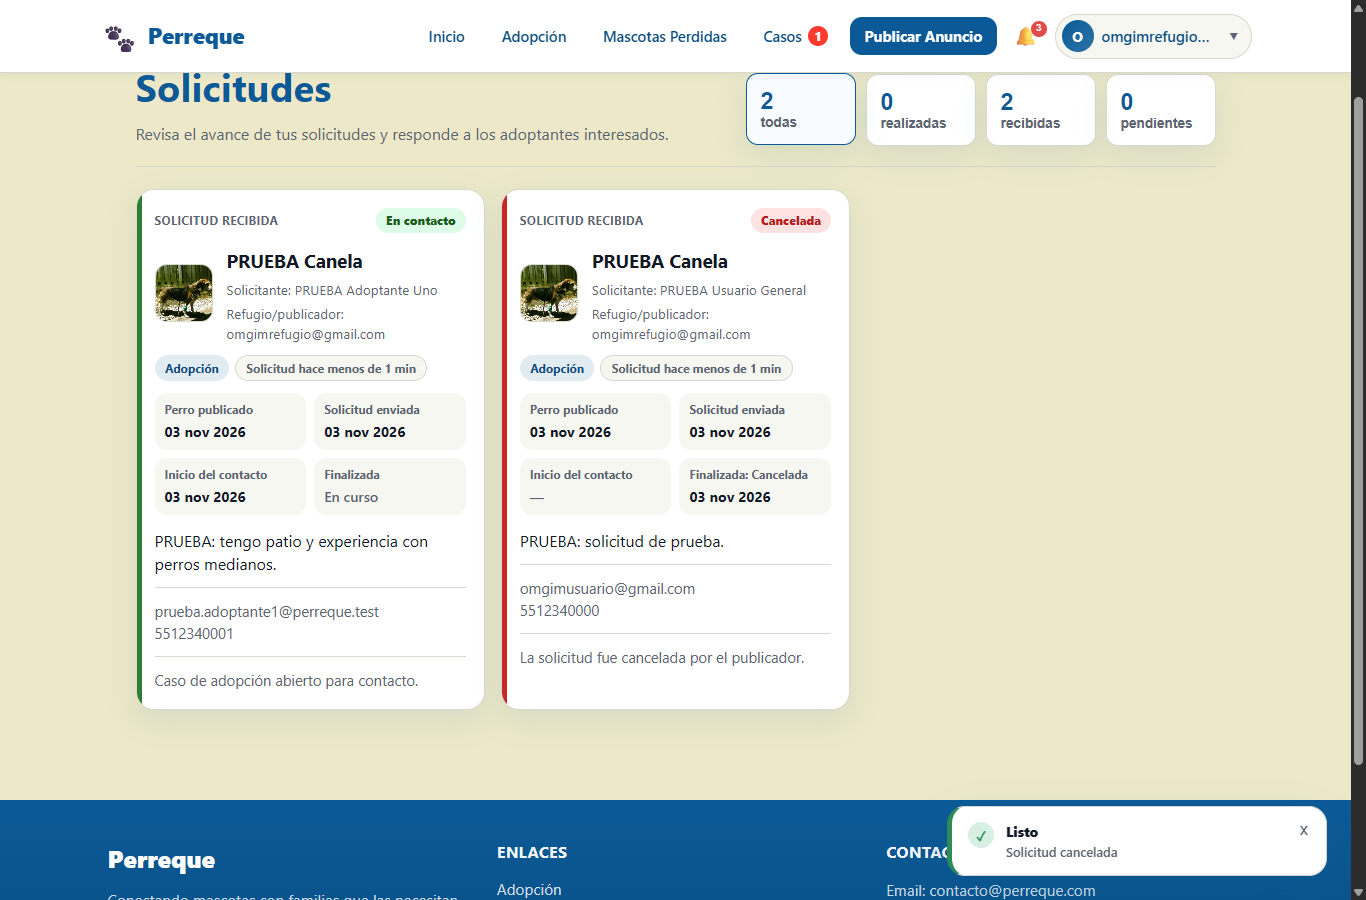 Perreque
Inicio
Adopción
Mascotas Perdidas
Casos 1
Publicar Anuncio
3
O omgimrefugio... ▼
Solicitudes
Revisa el avance de tus solicitudes y responde a los adoptantes interesados.
2
todas
0
realizadas
2
recibidas
0
pendientes
SOLICITUD RECIBIDA
En contacto
PRUEBA Canela
Solicitante: PRUEBA Adoptante Uno
Refugio/publicador:
omgimrefugio@gmail.com
Adopción
Solicitud hace menos de 1 min
Perro publicado
03 nov 2026
Solicitud enviada
03 nov 2026
Inicio del contacto
03 nov 2026
Finalizada
En curso
PRUEBA: tengo patio y experiencia con
perros medianos.
prueba.adoptante1@perreque.test
5512340001
Caso de adopción abierto para contacto.
SOLICITUD RECIBIDA
Cancelada
PRUEBA Canela
Solicitante: PRUEBA Usuario General
Refugio/publicador:
omgimrefugio@gmail.com
Adopción
Solicitud hace menos de 1 min
Perro publicado
03 nov 2026
Solicitud enviada
03 nov 2026
Inicio del contacto
—
Finalizada: Cancelada
03 nov 2026
PRUEBA: solicitud de prueba.
omgimusuario@gmail.com
5512340000
La solicitud fue cancelada por el publicador.
Perreque
Conectando mascotas con familias que las necesitan
ENLACES
Adopción
Email: contacto@perreque.com
Listo
Solicitud cancelada
X